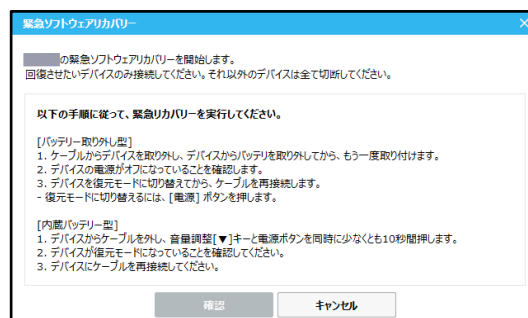 緊急ソフトウェアリカバリー
の緊急ソフトウェアリカバリーを開始します。
回復させたいデバイスのみ接続してください。それ以外のデバイスは全て切断してください。
以下の手順に従って、緊急リカバリーを実行してください。
[バッテリー取り外し型]
1. ケーブルからデバイスを取り外し、デバイスからバッテリを取り外してから、もう一度取り付けます。
2. デバイスの電源がオフになっていることを確認します。
3. デバイスを復元モードに切り替えてから、ケーブルを再接続します。
- 復元モードに切り替えるには、[電源] ボタンを押します。
[内蔵バッテリー型]
1. デバイスからケーブルを外し、音量調整[▼]キーと電源ボタンを同時に少なくとも10秒間押します。
2. デバイスが復元モードになっていることを確認してください。
3. デバイスにケーブルを再接続してください。
確認
キャンセル